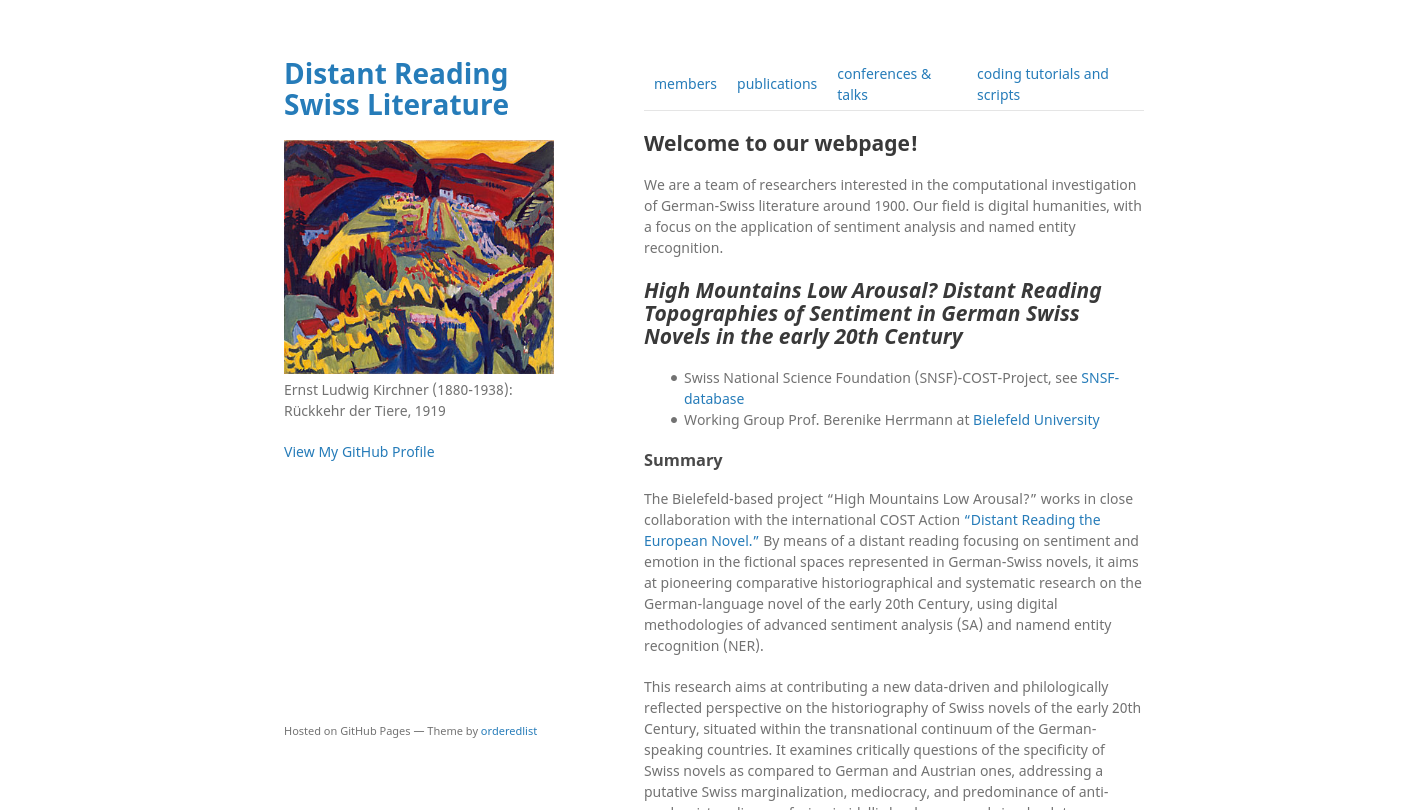 Distant Reading
Swiss Literature
Ernst Ludwig Kirchner (1880-1938):
Rückkehr der Tiere, 1919
View My GitHub Profile
Hosted on GitHub Pages — Theme by orderedlist
members
publications
conferences &
talks
coding tutorials and
scripts
Welcome to our webpage!
We are a team of researchers interested in the computational investigation
of German-Swiss literature around 1900. Our field is digital humanities, with
a focus on the application of sentiment analysis and named entity
recognition.
High Mountains Low Arousal? Distant Reading
Topographies of Sentiment in German Swiss
Novels in the early 20th Century
Swiss National Science Foundation (SNSF)-COST-Project, see SNSF-
database
Working Group Prof. Berenike Herrmann at Bielefeld University
Summary
The Bielefeld-based project “High Mountains Low Arousal?” works in close
collaboration with the international COST Action “Distant Reading the
European Novel.” By means of a distant reading focusing on sentiment and
emotion in the fictional spaces represented in German-Swiss novels, it aims
at pioneering comparative historiographical and systematic research on the
German-language novel of the early 20th Century, using digital
methodologies of advanced sentiment analysis (SA) and namend entity
recognition (NER).
This research aims at contributing a new data-driven and philologically
reflected perspective on the historiography of Swiss novels of the early 20th
Century, situated within the transnational continuum of the German-
speaking countries. It examines critically questions of the specificity of
Swiss novels as compared to German and Austrian ones, addressing a
putative Swiss marginalization, mediocrity, and predominance of anti-